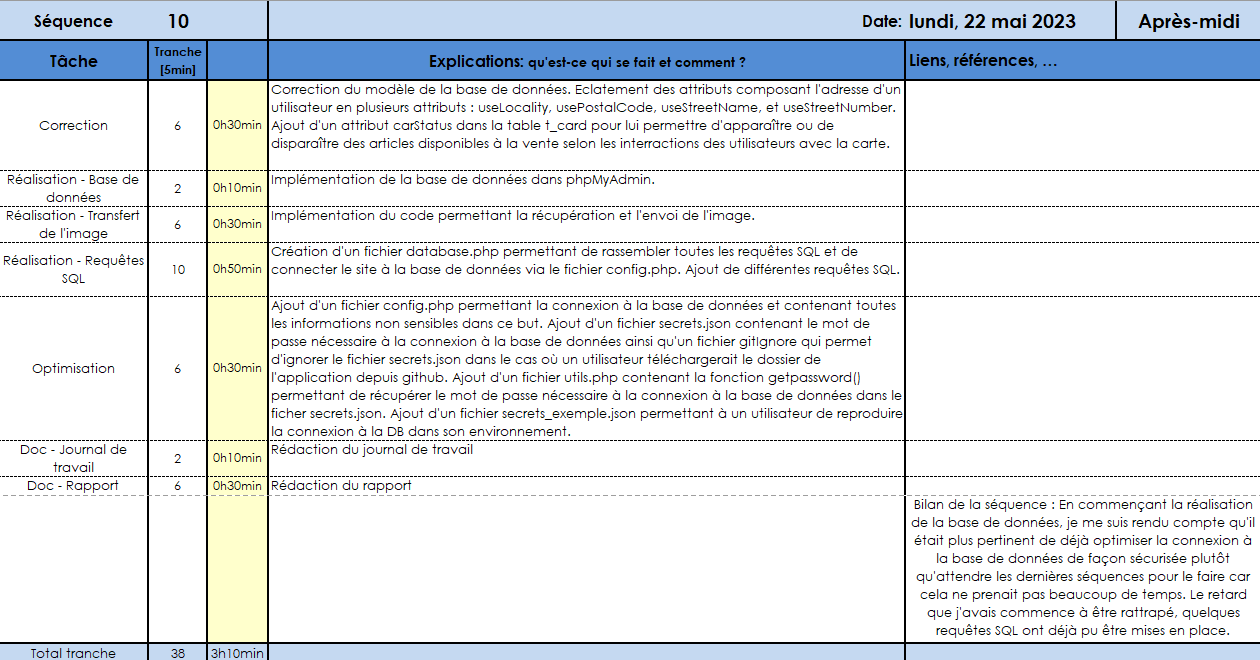 Séquence 10 Date: lundi, 22 mai 2023 Après-midi
Tâche Tranche [5min] Explications: qu'est-ce qui se fait et comment ? Liens, références, ...
Correction 6 0h30min
Correction du modèle de la base de données. Eclatement des attributs composant l'adresse d'un
utilisateur en plusieurs attributs : useLocality, usePostalCode, useStreetName, et useStreetNumber.
Ajout d'un attribut carStatus dans la table t_card pour lui permettre d'apparaître ou de
disparaître des articles disponibles à la vente selon les interractions des utilisateurs avec la carte.
Réalisation - Base de
données
2 0h10min Implémentation de la base de données dans phpMyAdmin.
Réalisation - Transfert
de l'image
6 0h30min Implémentation du code permettant la récupération et l'envoi de l'image.
Réalisation - Requêtes
SQL
10 0h50min
Création d'un fichier database.php permettant de rassembler toutes les requêtes SQL et de
connecter le site à la base de données via le fichier config.php. Ajout de différentes requêtes SQL.
Optimisation 6 0h30min
Ajout d'un fichier config.php permettant la connexion à la base de données et contenant toutes
les informations non sensibles dans ce but. Ajout d'un fichier secrets.json contenant le mot de
passe nécessaire à la connexion à la base de données ainsi qu'un fichier gitIgnore qui permet
d'ignorer le fichier secrets.json dans le cas où un utilisateur téléchargerait le dossier de
l'application depuis github. Ajout d'un fichier utils.php contenant la fonction getpassword()
permettant de récupérer le mot de passe nécessaire à la connexion à la base de données dans le
ficher secrets.json. Ajout d'un fichier secrets_exemple.json permettant à un utilisateur de reproduire
la connexion à la DB dans son environnement.
Doc - Journal de
travail
2 0h10min Rédaction du journal de travail
Doc - Rapport 6 0h30min Rédaction du rapport
Bilan de la séquence : En commençant la réalisation
de la base de données, je me suis rendu compte qu'il
était plus pertinent de déjà optimiser la connexion à
la base de données de façon sécurisée plutôt
qu'attendre les dernières séquences pour le faire car
cela ne prenait pas beaucoup de temps. Le retard
que j'avais commence à être rattrapé, quelques
requêtes SQL ont déjà pu être mises en place.
Total tranche 38 3h10min